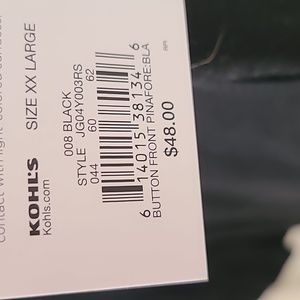 contact with light colored
KOHL'S
Kohls.com
SIZE XX LARGE
008 BLACK
STYLE JG04Y003RS
044 60 62
6 14015 38134 6
BUTTON FRONT PINAFORE:BLA
$48.00